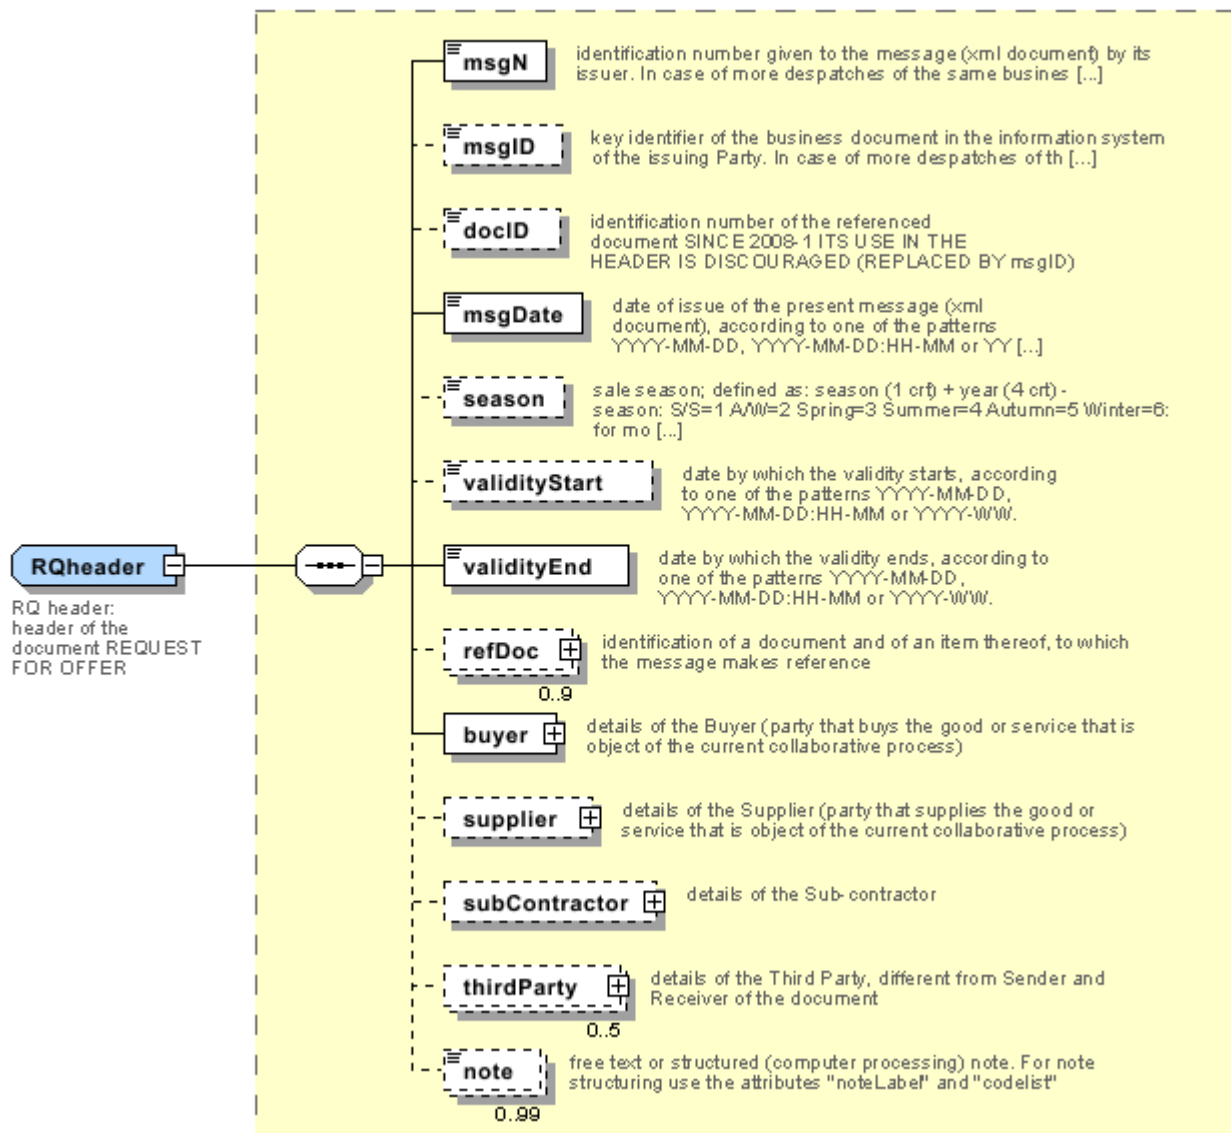 msgN
identification number given to the message (xml document) by its
issuer. In case of more despatches of the same busines [...]
msgID
key identifier of the business document in the information system
of the issuing Party. In case of more despatches of th [...]
docID
identification number of the referenced
document SINCE 2008-1 ITS USE IN THE
HEADER IS DISCOURAGED (REPLACED BY msgID)
msgDate
date of issue of the present message (xml
document), according to one of the patterns
YYYY-MM-DD, YYYY-MM-DD:HH-MM or YY [...]
season
sale season; defined as: season (1 crt) + year (4 crt) -
season: S/S=1 A/W=2 Spring=3 Summer=4 Autumn=5 Winter=6:
for mo [...]
validityStart
date by which the validity starts, according
to one of the patterns YYYY-MM-DD,
YYYY-MM-DD:HH-MM or YYYY-WW.
RQheader
RQ header:
header of the
document REQUEST
FOR OFFER
validityEnd
date by which the validity ends, according to
one of the patterns YYYY-MM-DD,
YYYY-MM-DD:HH-MM or YYYY-WW.
refDoc
0..9
identification of a document and of an item thereof, to which
the message makes reference
buyer
details of the Buyer (party that buys the good or service that is
object of the current collaborative process)
supplier
details of the Supplier (party that supplies the good or
service that is object of the current collaborative process)
subContractor
details of the Sub-contractor
thirdParty
0..5
details of the Third Party, different from Sender and
Receiver of the document
note
0..99
free text or structured (computer processing) note. For note
structuring use the attributes "noteLabel" and "codelist"